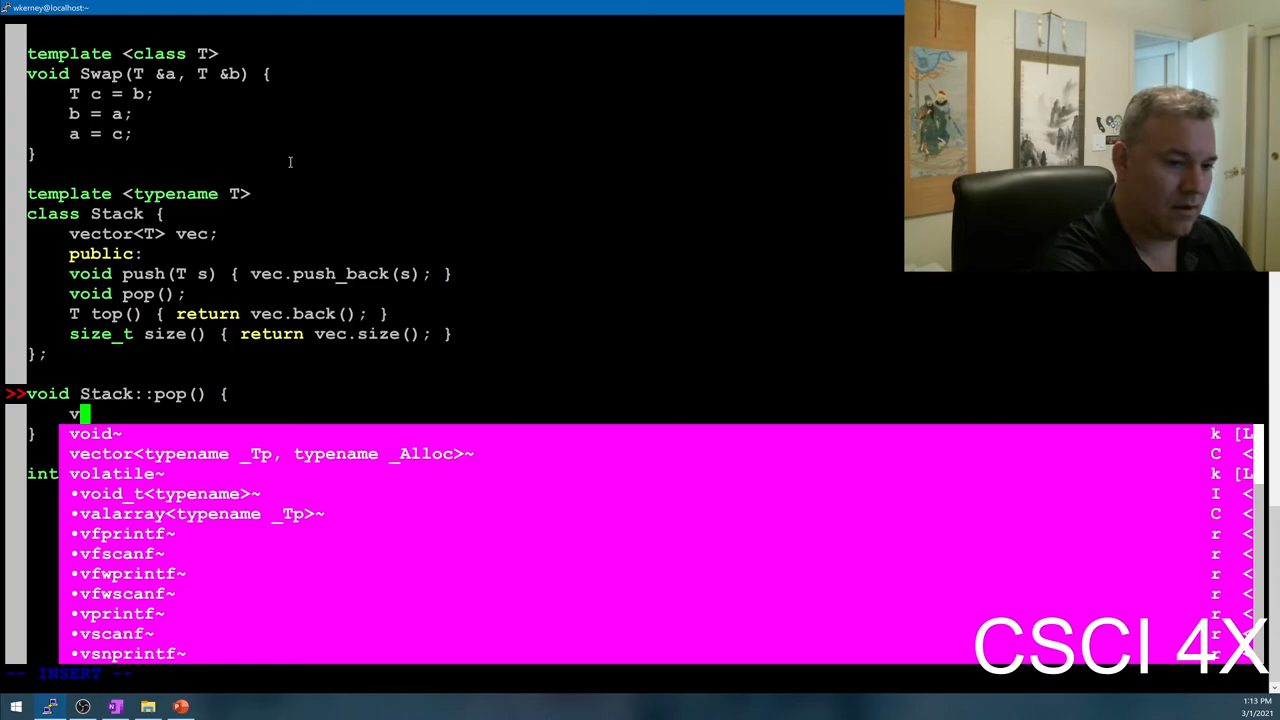 wkerney@localhost:~
template <class T>
void Swap(T &a, T &b) {
T c = b;
b = a;
a = c;
}
template <typename T>
class Stack {
vector<T> vec;
public:
void push(T s) { vec.push_back(s); }
void pop();
T top() { return vec.back(); }
size_t size() { return vec.size(); }
};
>>void Stack::pop() {
v
} void~ k [L
vector<typename _Tp, typename _Alloc>~ C <
int volatile~ k [L
•void_t<typename>~ I <
•valarray<typename _Tp>~ C <
•vfprintf~ r <
•vfscanf~ r <
•vfwprintf~ r <
•vfwscanf~ r <
•vprintf~ r <
•vscanf~ r
•vsnprintf~ r
CSCI 4X
-- INSERT --
1:13 PM
3/1/2021